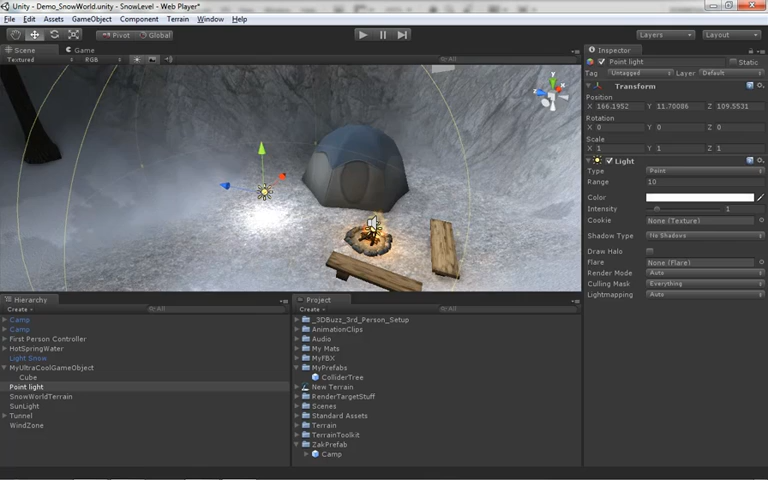 Unity - Demo_SnowWorld.unity - SnowLevel - Web Player*
File Edit Assets GameObject Component Terrain Window Help
Pivot Global Layers Layout
Scene Game
Textured RGB All
y
z
Inspector
Point light Static
Tag Untagged Layer Default
Transform
Position
X 166.1952 Y 11.70086 Z 109.5531
Rotation
X 0 Y 0 Z 0
Scale
X 1 Y 1 Z 1
Light
Type Point
Range 10
Color
Intensity 1
Cookie None (Texture)
Shadow Type No Shadows
Draw Halo
Flare None (Flare)
Render Mode Auto
Culling Mask Everything
Lightmapping Auto
Hierarchy
Create All
Camp
Camp
First Person Controller
HotSpringWater
Light Snow
MyUltraCoolGameObject
Cube
Point light
SnowWorldTerrain
SunLight
Tunnel
WindZone
Project
Create All
_3DBuzz_3rd_Person_Setup
AnimationClips
Audio
My Mats
MyFBX
MyPrefabs
ColliderTree
New Terrain
RenderTargetStuff
Scenes
Standard Assets
Terrain
TerrainToolkit
ZakPrefab
Camp